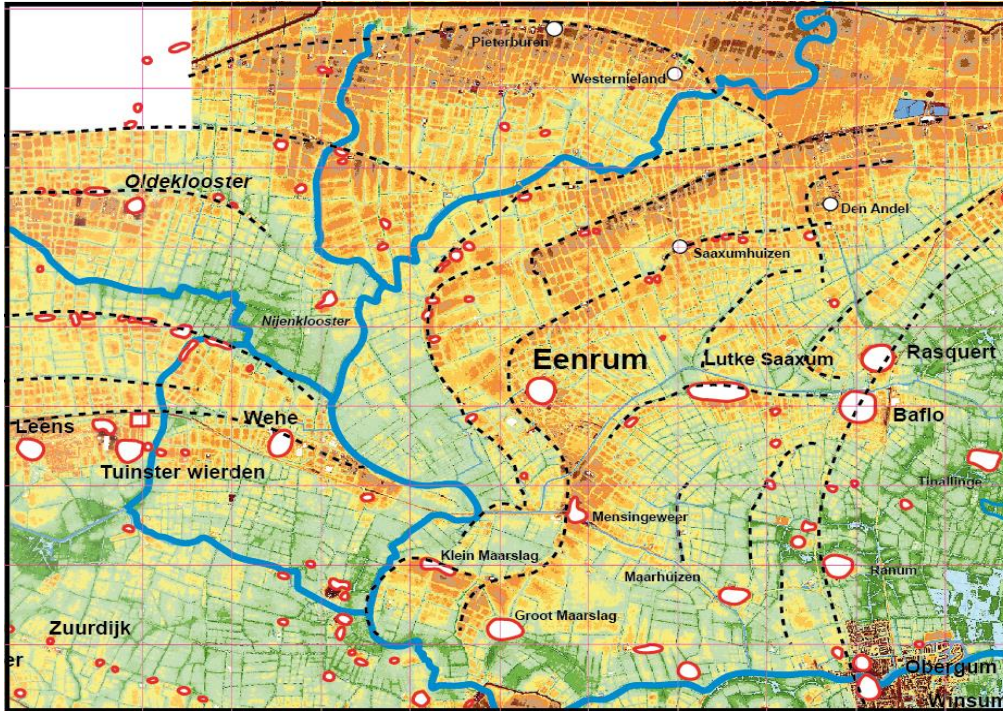 Pieterburen
Westernieland
Oldeklooster
Den Andel
Saaxumhuizen
Nijenklooster
Eenrum
Lutke Saaxum
Rasquert
Wehe
Baflo
Leens
Tuinster wierden
Tinallinge
Mensingeweer
Klein Maarslag
Maarhuizen
Ranum
Groot Maarslag
Zuurdijk
er
Obergum
Winsum